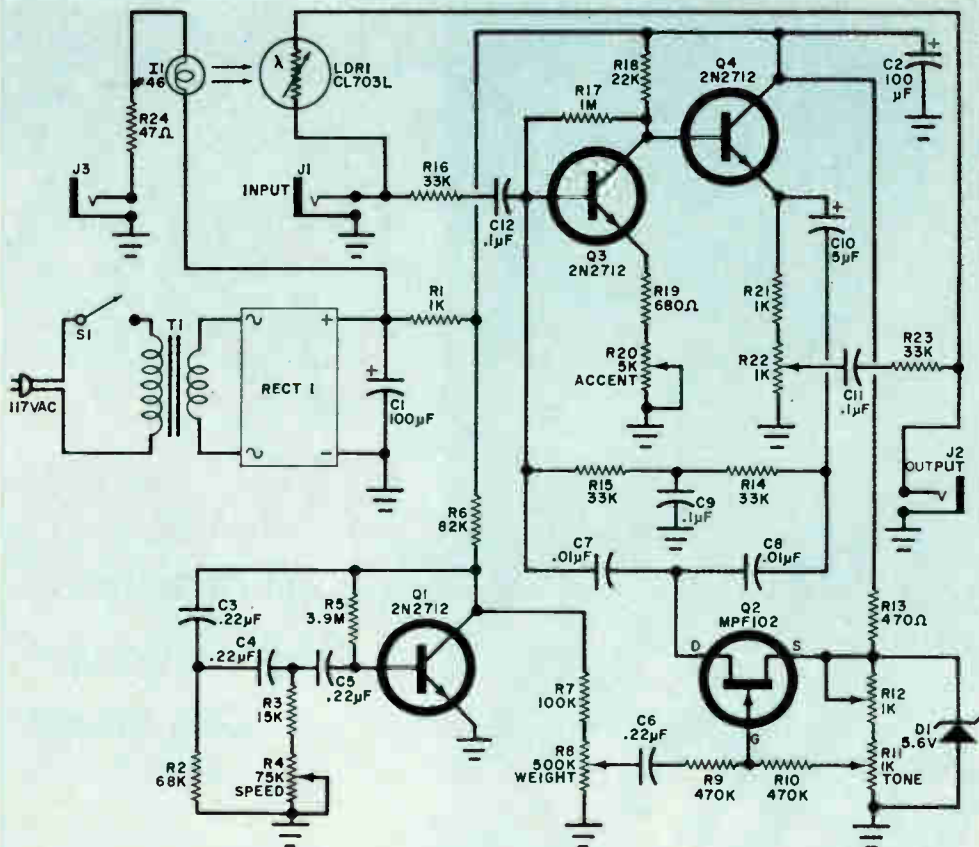 I1
46
R24
47Ω
λ
LDR1
CL703L
J3
J1
INPUT
R16
33K
C12
.1µF
R17
1M
R18
22K
Q4
2N2712
+
C2
100
µF
Q3
2N2712
R19
680Ω
R20
5K
ACCENT
+
C10
5µF
R21
1K
R22
1K
C11
.1µF
R23
33K
J2
OUTPUT
S1
117VAC
T1
RECT 1
+
-
R1
1K
+
C1
100µF
R15
33K
R14
33K
C9
.1µF
R6
82K
C7
.01µF
C8
.01µF
C3
.22µF
C4
.22µF
R5
3.9M
C5
.22µF
Q1
2N2712
R3
15K
R2
68K
R4
75K
SPEED
R7
100K
R8
500K
WEIGHT
C6
.22µF
Q2
MPF102
D
S
G
R9
470K
R10
470K
R13
470Ω
R12
1K
R11
1K
TONE
D1
5.6V